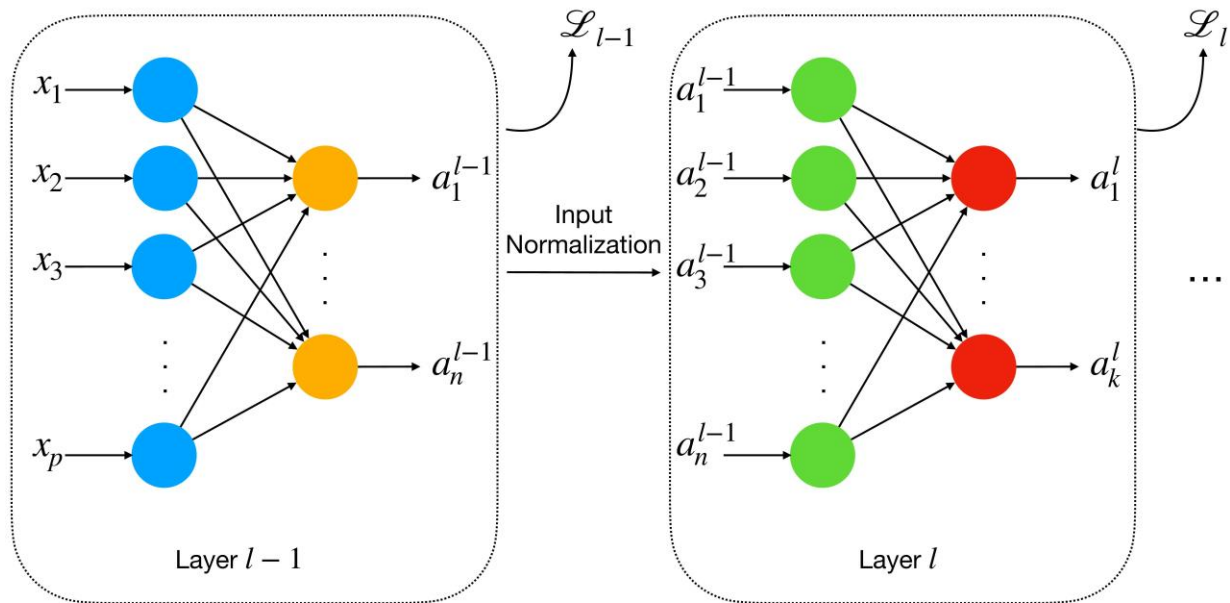 ℒ_{l−1}
ℒ_l
x_1
x_2
x_3
.
.
.
x_p
a_1^{l−1}
.
.
.
a_n^{l−1}
Layer l − 1
Input
Normalization
a_1^{l−1}
a_2^{l−1}
a_3^{l−1}
.
.
.
a_n^{l−1}
a_1^l
.
.
.
a_k^l
Layer l
...